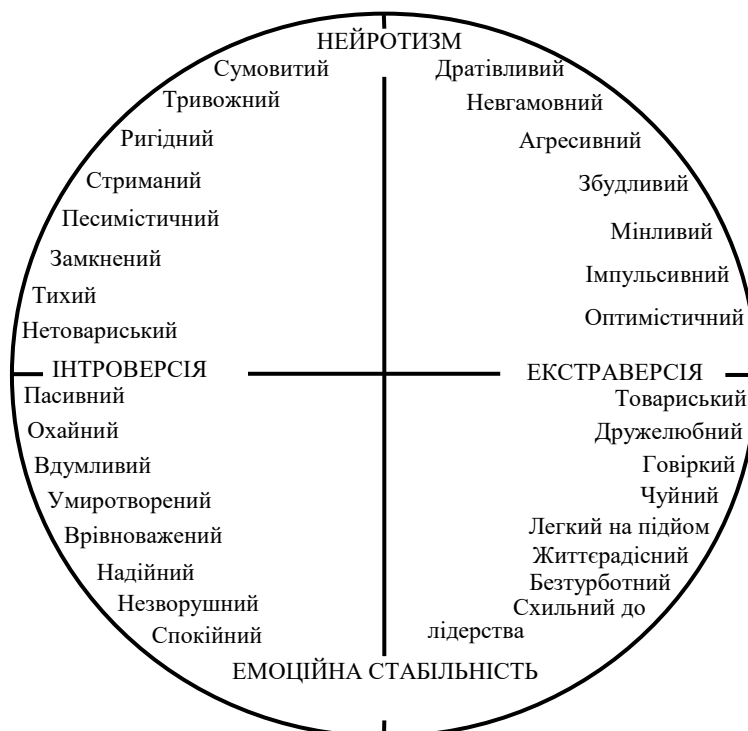 НЕЙРОТИЗМ
Сумовитий
Тривожний
Ригідний
Стриманий
Песимістичний
Замкнений
Тихий
Нетовариський
Дратівливий
Невгамовний
Агресивний
Збудливий
Мінливий
Імпульсивний
Оптимістичний
ІНТРОВЕРСІЯ
ЕКСТРАВЕРСІЯ
Пасивний
Охайний
Вдумливий
Умиротворений
Врівноважений
Надійний
Незворушний
Спокійний
Товариський
Дружелюбний
Говіркий
Чуйний
Легкий на підйом
Життєрадісний
Безтурботний
Схильний до
лідерства
ЕМОЦІЙНА СТАБІЛЬНІСТЬ